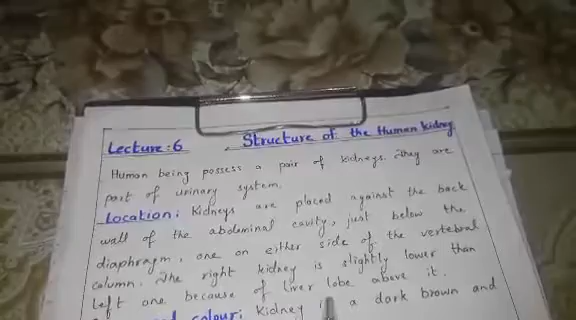 Lecture:6 Structure of the Human kidney
Human being possess a pair of kidneys. They are
part of urinary system.
Location: Kidneys are placed against the back
wall of the abdominal cavity, just below the
diaphragm, one on either side of the vertebral
column. The right kidney is slightly lower than
left one because of liver lobe above it.
colour: Kidney is a dark brown and